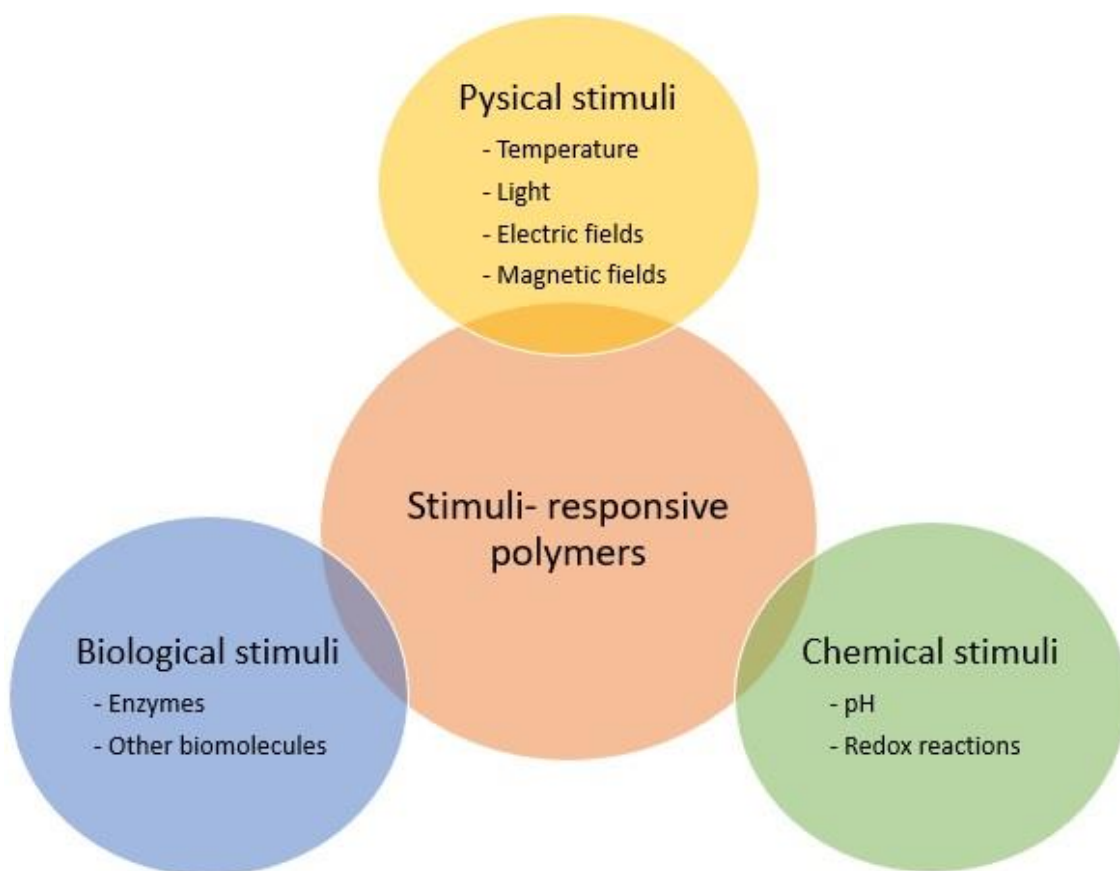 Pysical stimuli
- Temperature
- Light
- Electric fields
- Magnetic fields
Stimuli- responsive
polymers
Biological stimuli
- Enzymes
- Other biomolecules
Chemical stimuli
- pH
- Redox reactions